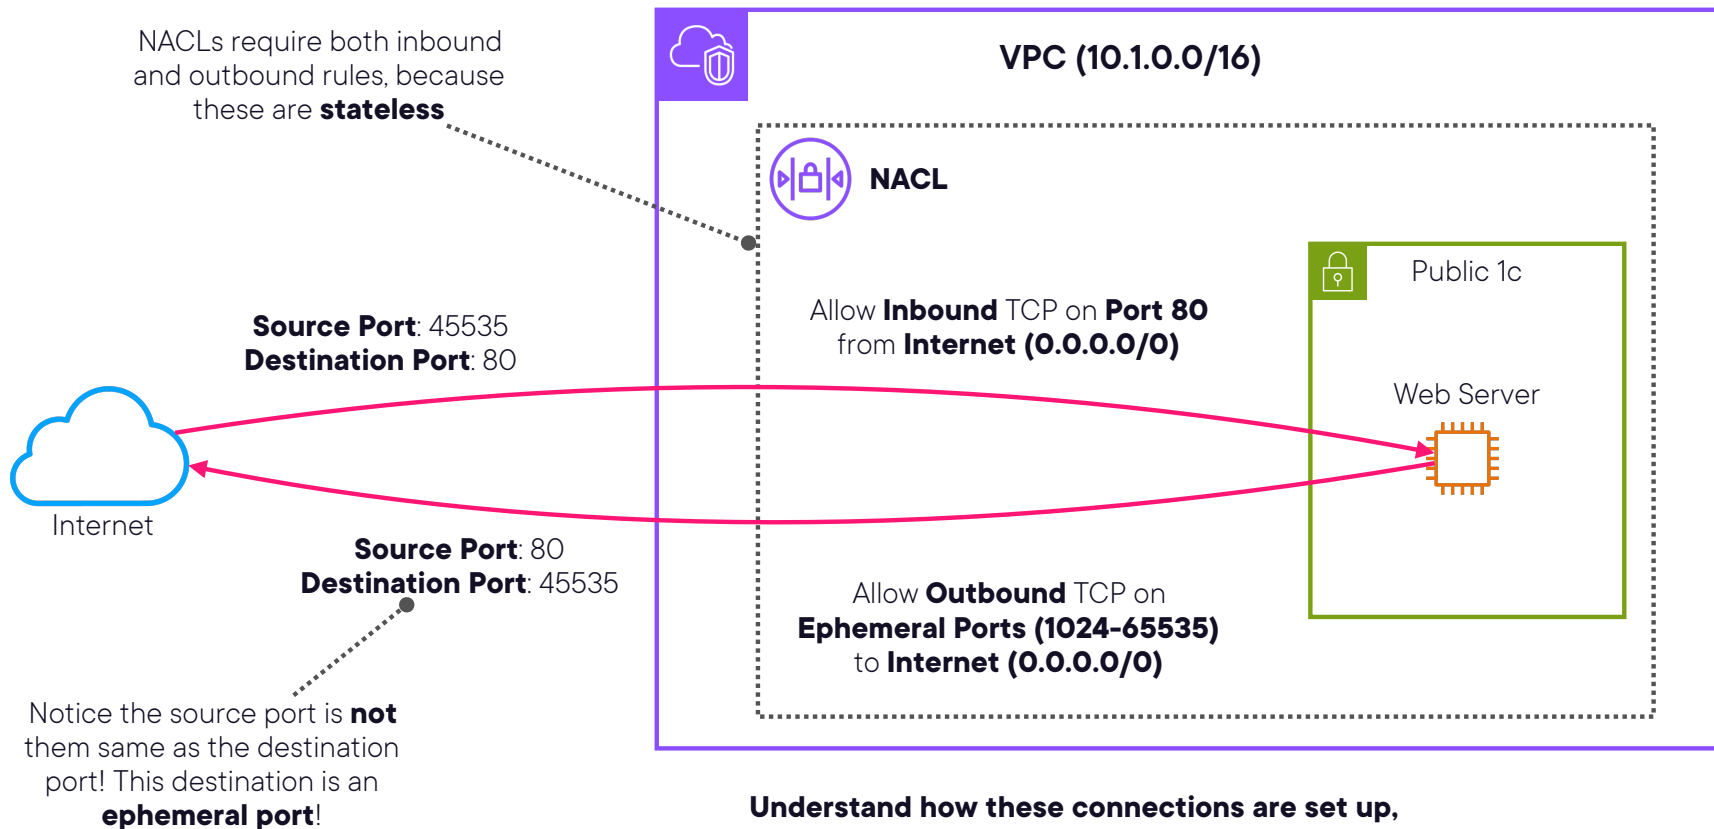 NACLs require both inbound
and outbound rules, because
these are stateless
VPC (10.1.0.0/16)
NACL
Public 1c
Allow Inbound TCP on Port 80
from Internet (0.0.0.0/0)
Source Port: 45535
Destination Port: 80
Web Server
Internet
Source Port: 80
Destination Port: 45535
Allow Outbound TCP on
Ephemeral Ports (1024-65535)
to Internet (0.0.0.0/0)
Notice the source port is not
them same as the destination
port! This destination is an
ephemeral port!
Understand how these connections are set up,